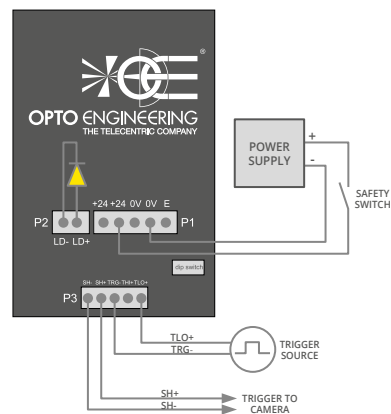 ®
OPTO ENGINEERING
THE TELECENTRIC COMPANY
POWER
SUPPLY
+
-
SAFETY
SWITCH
+24 +24 0V 0V E
P2
P1
LD- LD+
dip switch
SH- SH+ TRG- THI+ TLO+
P3
TLO+
TRG-
TRIGGER
SOURCE
SH+
SH-
TRIGGER TO
CAMERA